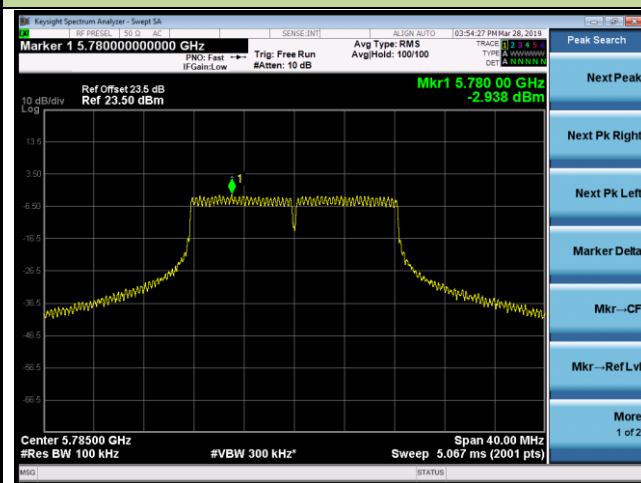 Keysight Spectrum Analyzer - Swept SA
RF PRESEL 50 Ω AC SENSE:INT ALIGN AUTO 03:54:27 PM Mar 28, 2019
Marker 1 5.780000000000 GHz
PNO: Fast
IFGain:Low
Trig: Free Run
#Atten: 10 dB
Avg Type: RMS
Avg|Hold: 100/100
TRACE 1 2 3 4 5 6
TYPE A WWWWW
DET A N N N N N
Peak Search
Ref Offset 23.5 dB
10 dB/div Ref 23.50 dBm
Log
Mkr1 5.780 00 GHz
-2.938 dBm
13.5
3.50
-6.50
-16.5
-26.5
-36.5
-46.5
-56.5
-66.5
1
Center 5.78500 GHz Span 40.00 MHz
#Res BW 100 kHz #VBW 300 kHz* Sweep 5.067 ms (2001 pts)
MSG STATUS
Next Peak
Next Pk Right
Next Pk Left
Marker Delta
Mkr→CF
Mkr→Ref Lvl
More
1 of 2